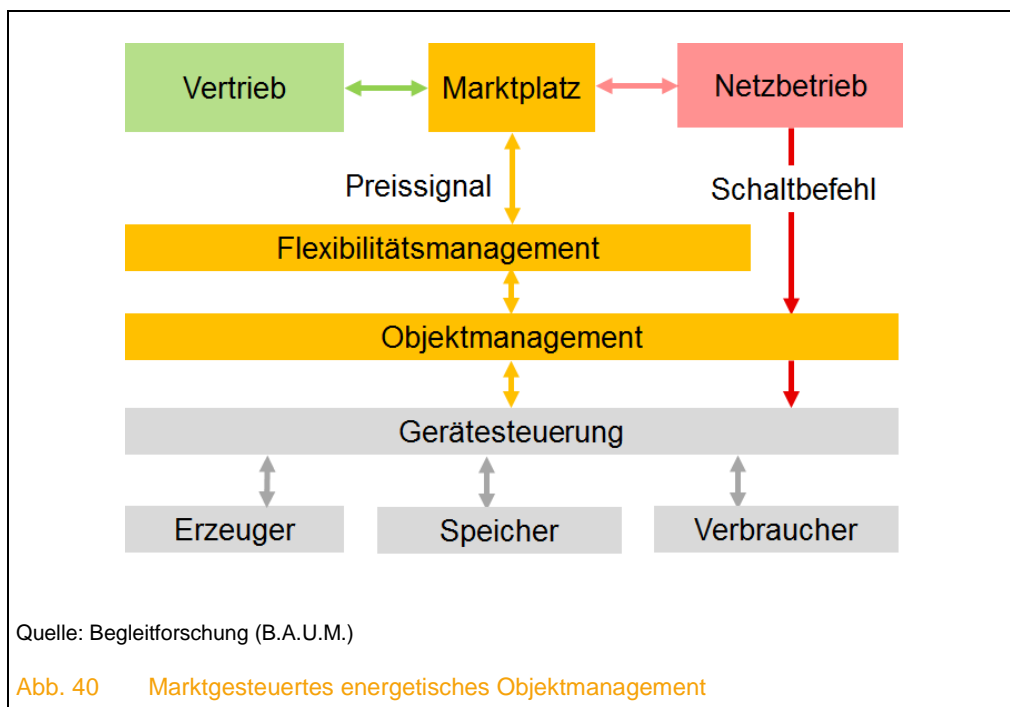 Vertrieb
Marktplatz
Netzbetrieb
Preissignal
Schaltbefehl
Flexibilitätsmanagement
Objektmanagement
Gerätesteuerung
Erzeuger
Speicher
Verbraucher
Quelle: Begleitforschung (B.A.U.M.)
Abb. 40 Marktgesteuertes energetisches Objektmanagement